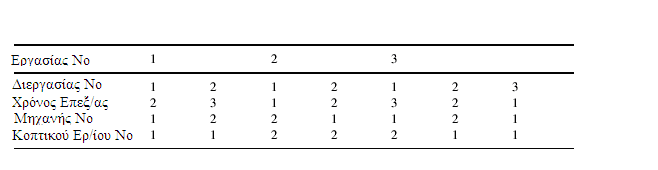 Εργασίας Νο 1 2 3
Διεργασίας Νο 1 2 1 2 1 2 3
Χρόνος Επεξ/ας 2 3 1 2 3 2 1
Μηχανής Νο 1 2 2 1 1 2 1
Κοπτικού Ερ/ίου Νο 1 1 2 2 2 1 1